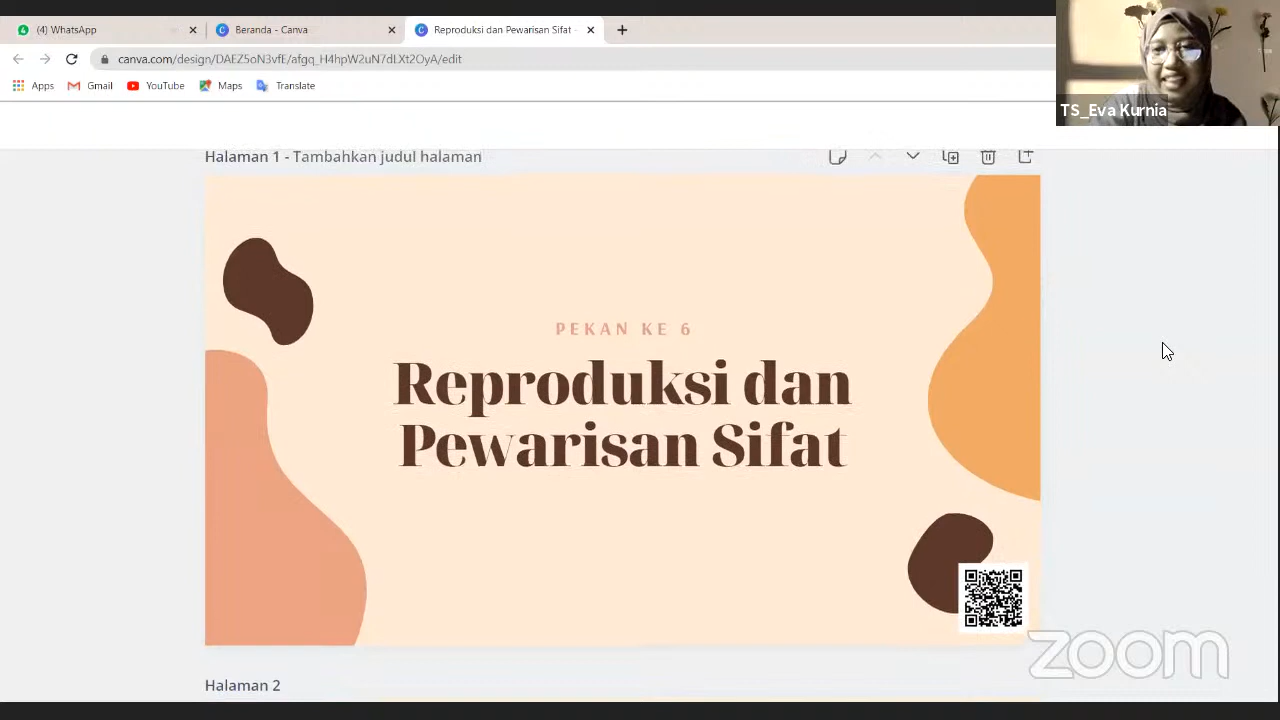 (4) WhatsApp
Beranda - Canva
Reproduksi dan Pewarisan Sifat -
canva.com/design/DAEZ5oN3vfE/afgq_H4hpW2uN7dLXt2OyA/edit
Apps
Gmail
YouTube
Maps
Translate
TS_Eva Kurnia
Halaman 1 - Tambahkan judul halaman
PEKAN KE 6
Reproduksi dan
Pewarisan Sifat
zoom
Halaman 2